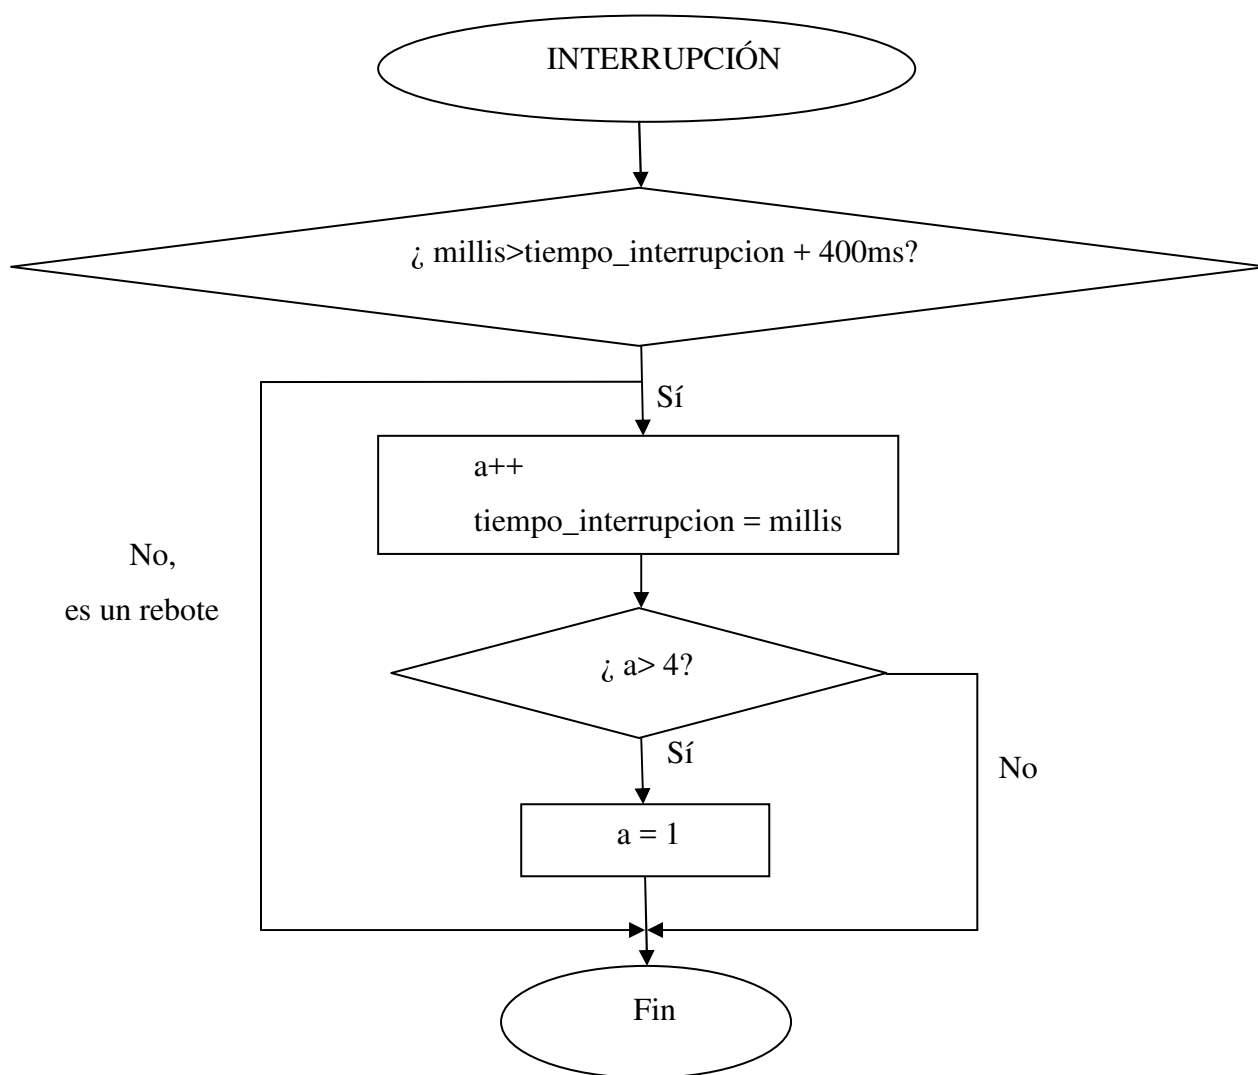 INTERRUPCIÓN
¿ millis>tiempo_interrupcion + 400ms?
Sí
a++
tiempo_interrupcion = millis
No,
es un rebote
¿ a> 4?
Sí
No
a = 1
Fin